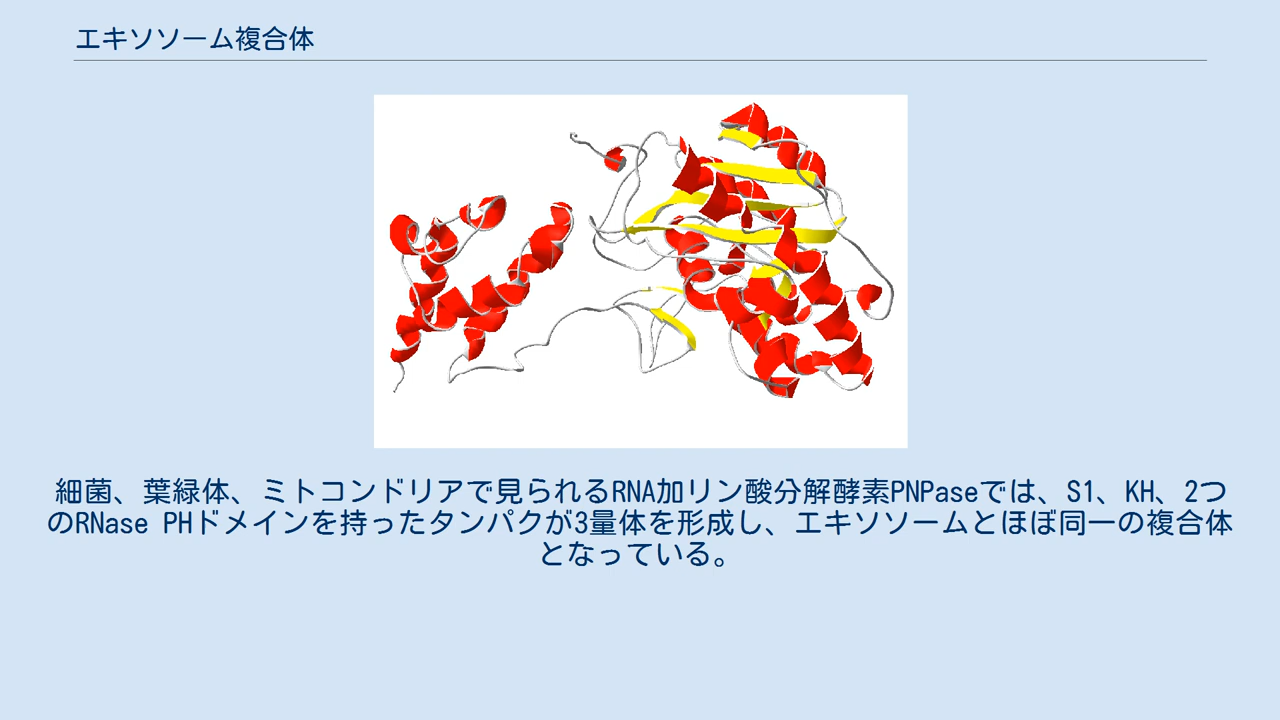 エキソソーム複合体
細菌、葉緑体、ミトコンドリアで見られるRNA加リン酸分解酵素PNPaseでは、S1、KH、2つ
のRNase PHドメインを持ったタンパクが3量体を形成し、エキソソームとほぼ同一の複合体
となっている。